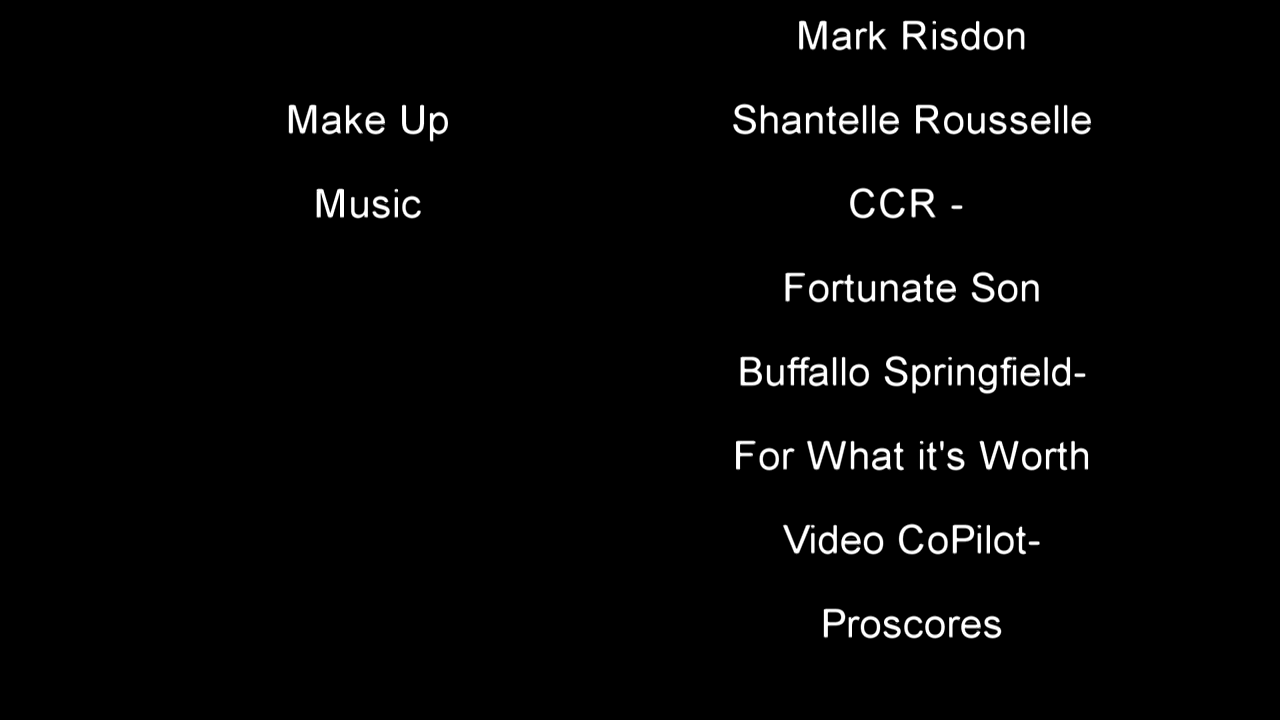 Mark Risdon
Make Up Shantelle Rousselle
Music CCR -
Fortunate Son
Buffallo Springfield-
For What it's Worth
Video CoPilot-
Proscores